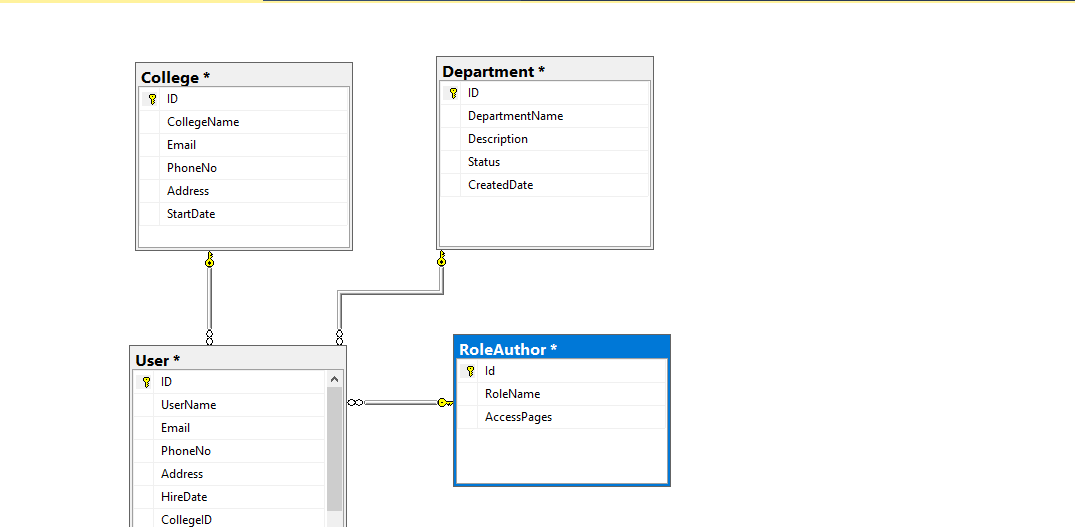 College *
ID
CollegeName
Email
PhoneNo
Address
StartDate
Department *
ID
DepartmentName
Description
Status
CreatedDate
User *
ID
UserName
Email
PhoneNo
Address
HireDate
CollegeID
RoleAuthor *
Id
RoleName
AccessPages